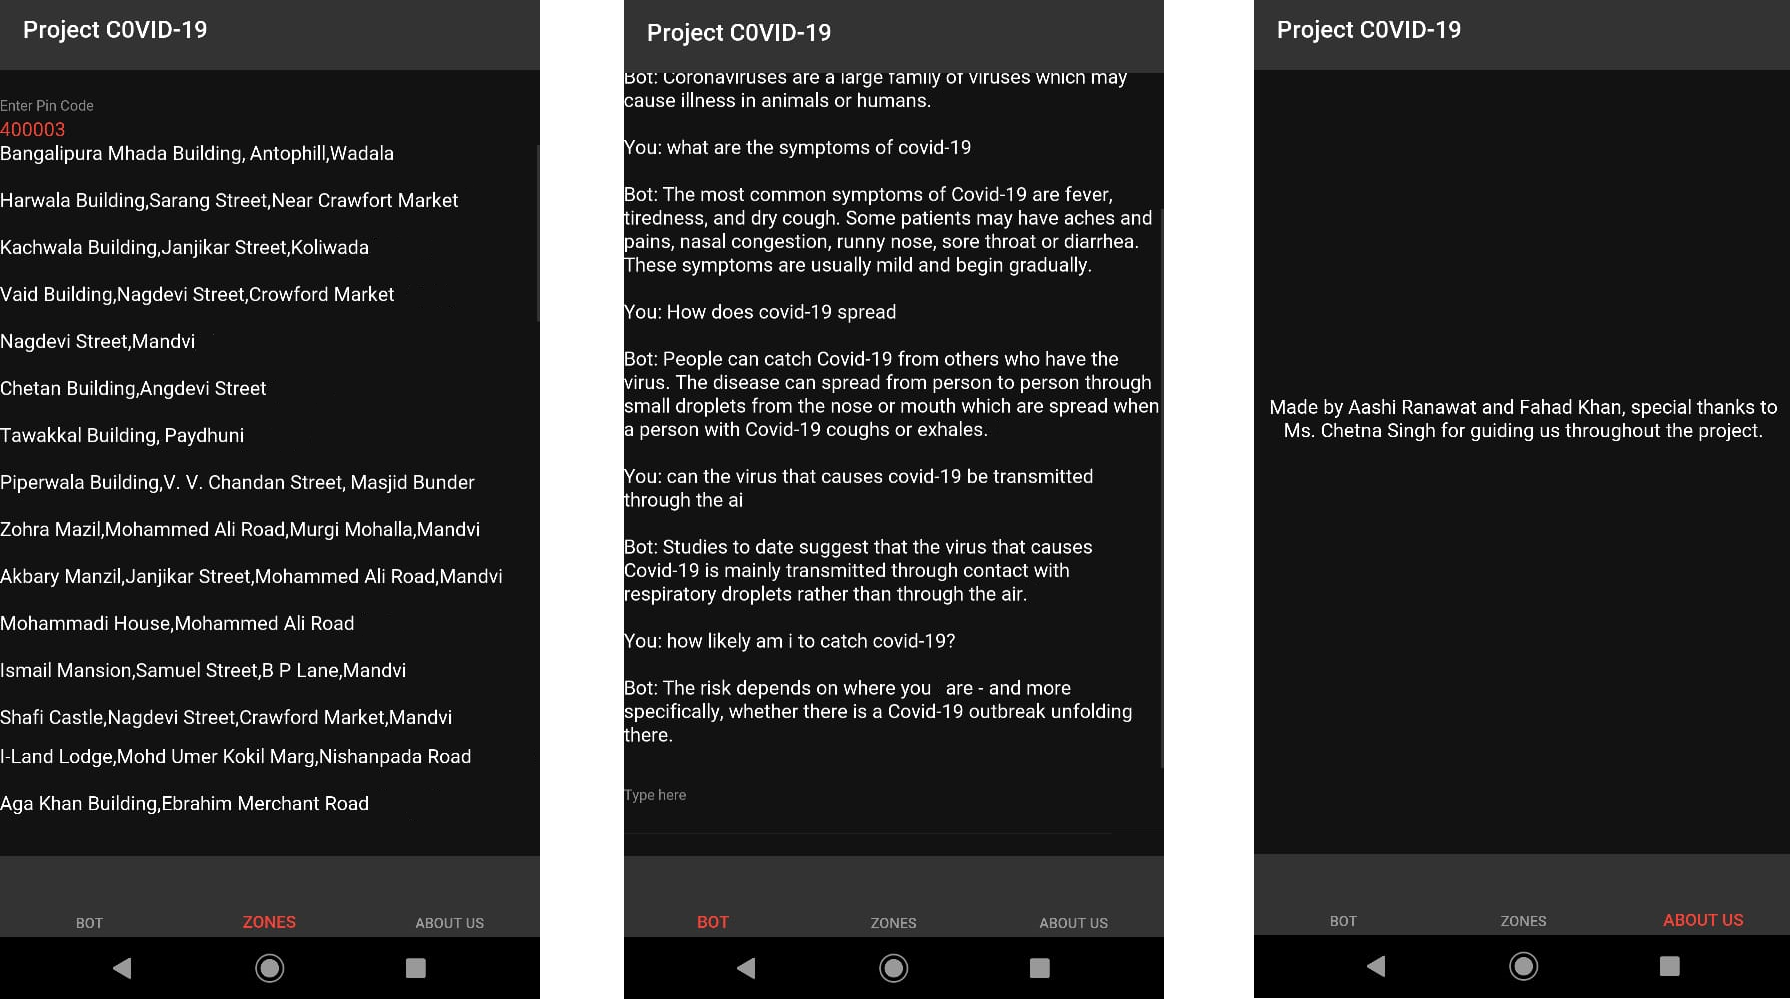 Project C0VID-19
Enter Pin Code
400003
Bangalipura Mhada Building, Antophill,Wadala
Harwala Building,Sarang Street,Near Crawfort Market
Kachwala Building,Janjikar Street,Koliwada
Vaid Building,Nagdevi Street,Crowford Market
Nagdevi Street,Mandvi
Chetan Building,Angdevi Street
Tawakkal Building, Paydhuni
Piperwala Building,V. V. Chandan Street, Masjid Bunder
Zohra Mazil,Mohammed Ali Road,Murgi Mohalla,Mandvi
Akbary Manzil,Janjikar Street,Mohammed Ali Road,Mandvi
Mohammadi House,Mohammed Ali Road
Ismail Mansion,Samuel Street,B P Lane,Mandvi
Shafi Castle,Nagdevi Street,Crawford Market,Mandvi
I-Land Lodge,Mohd Umer Kokil Marg,Nishanpada Road
Aga Khan Building,Ebrahim Merchant Road
BOT ZONES ABOUT US
Project C0VID-19
Bot: Coronaviruses are a large family of viruses which may
cause illness in animals or humans.
You: what are the symptoms of covid-19
Bot: The most common symptoms of Covid-19 are fever,
tiredness, and dry cough. Some patients may have aches and
pains, nasal congestion, runny nose, sore throat or diarrhea.
These symptoms are usually mild and begin gradually.
You: How does covid-19 spread
Bot: People can catch Covid-19 from others who have the
virus. The disease can spread from person to person through
small droplets from the nose or mouth which are spread when
a person with Covid-19 coughs or exhales.
You: can the virus that causes covid-19 be transmitted
through the ai
Bot: Studies to date suggest that the virus that causes
Covid-19 is mainly transmitted through contact with
respiratory droplets rather than through the air.
You: how likely am i to catch covid-19?
Bot: The risk depends on where you   are - and more
specifically, whether there is a Covid-19 outbreak unfolding
there.
Type here
BOT ZONES ABOUT US
Project C0VID-19
Made by Aashi Ranawat and Fahad Khan, special thanks to
Ms. Chetna Singh for guiding us throughout the project.
BOT ZONES ABOUT US